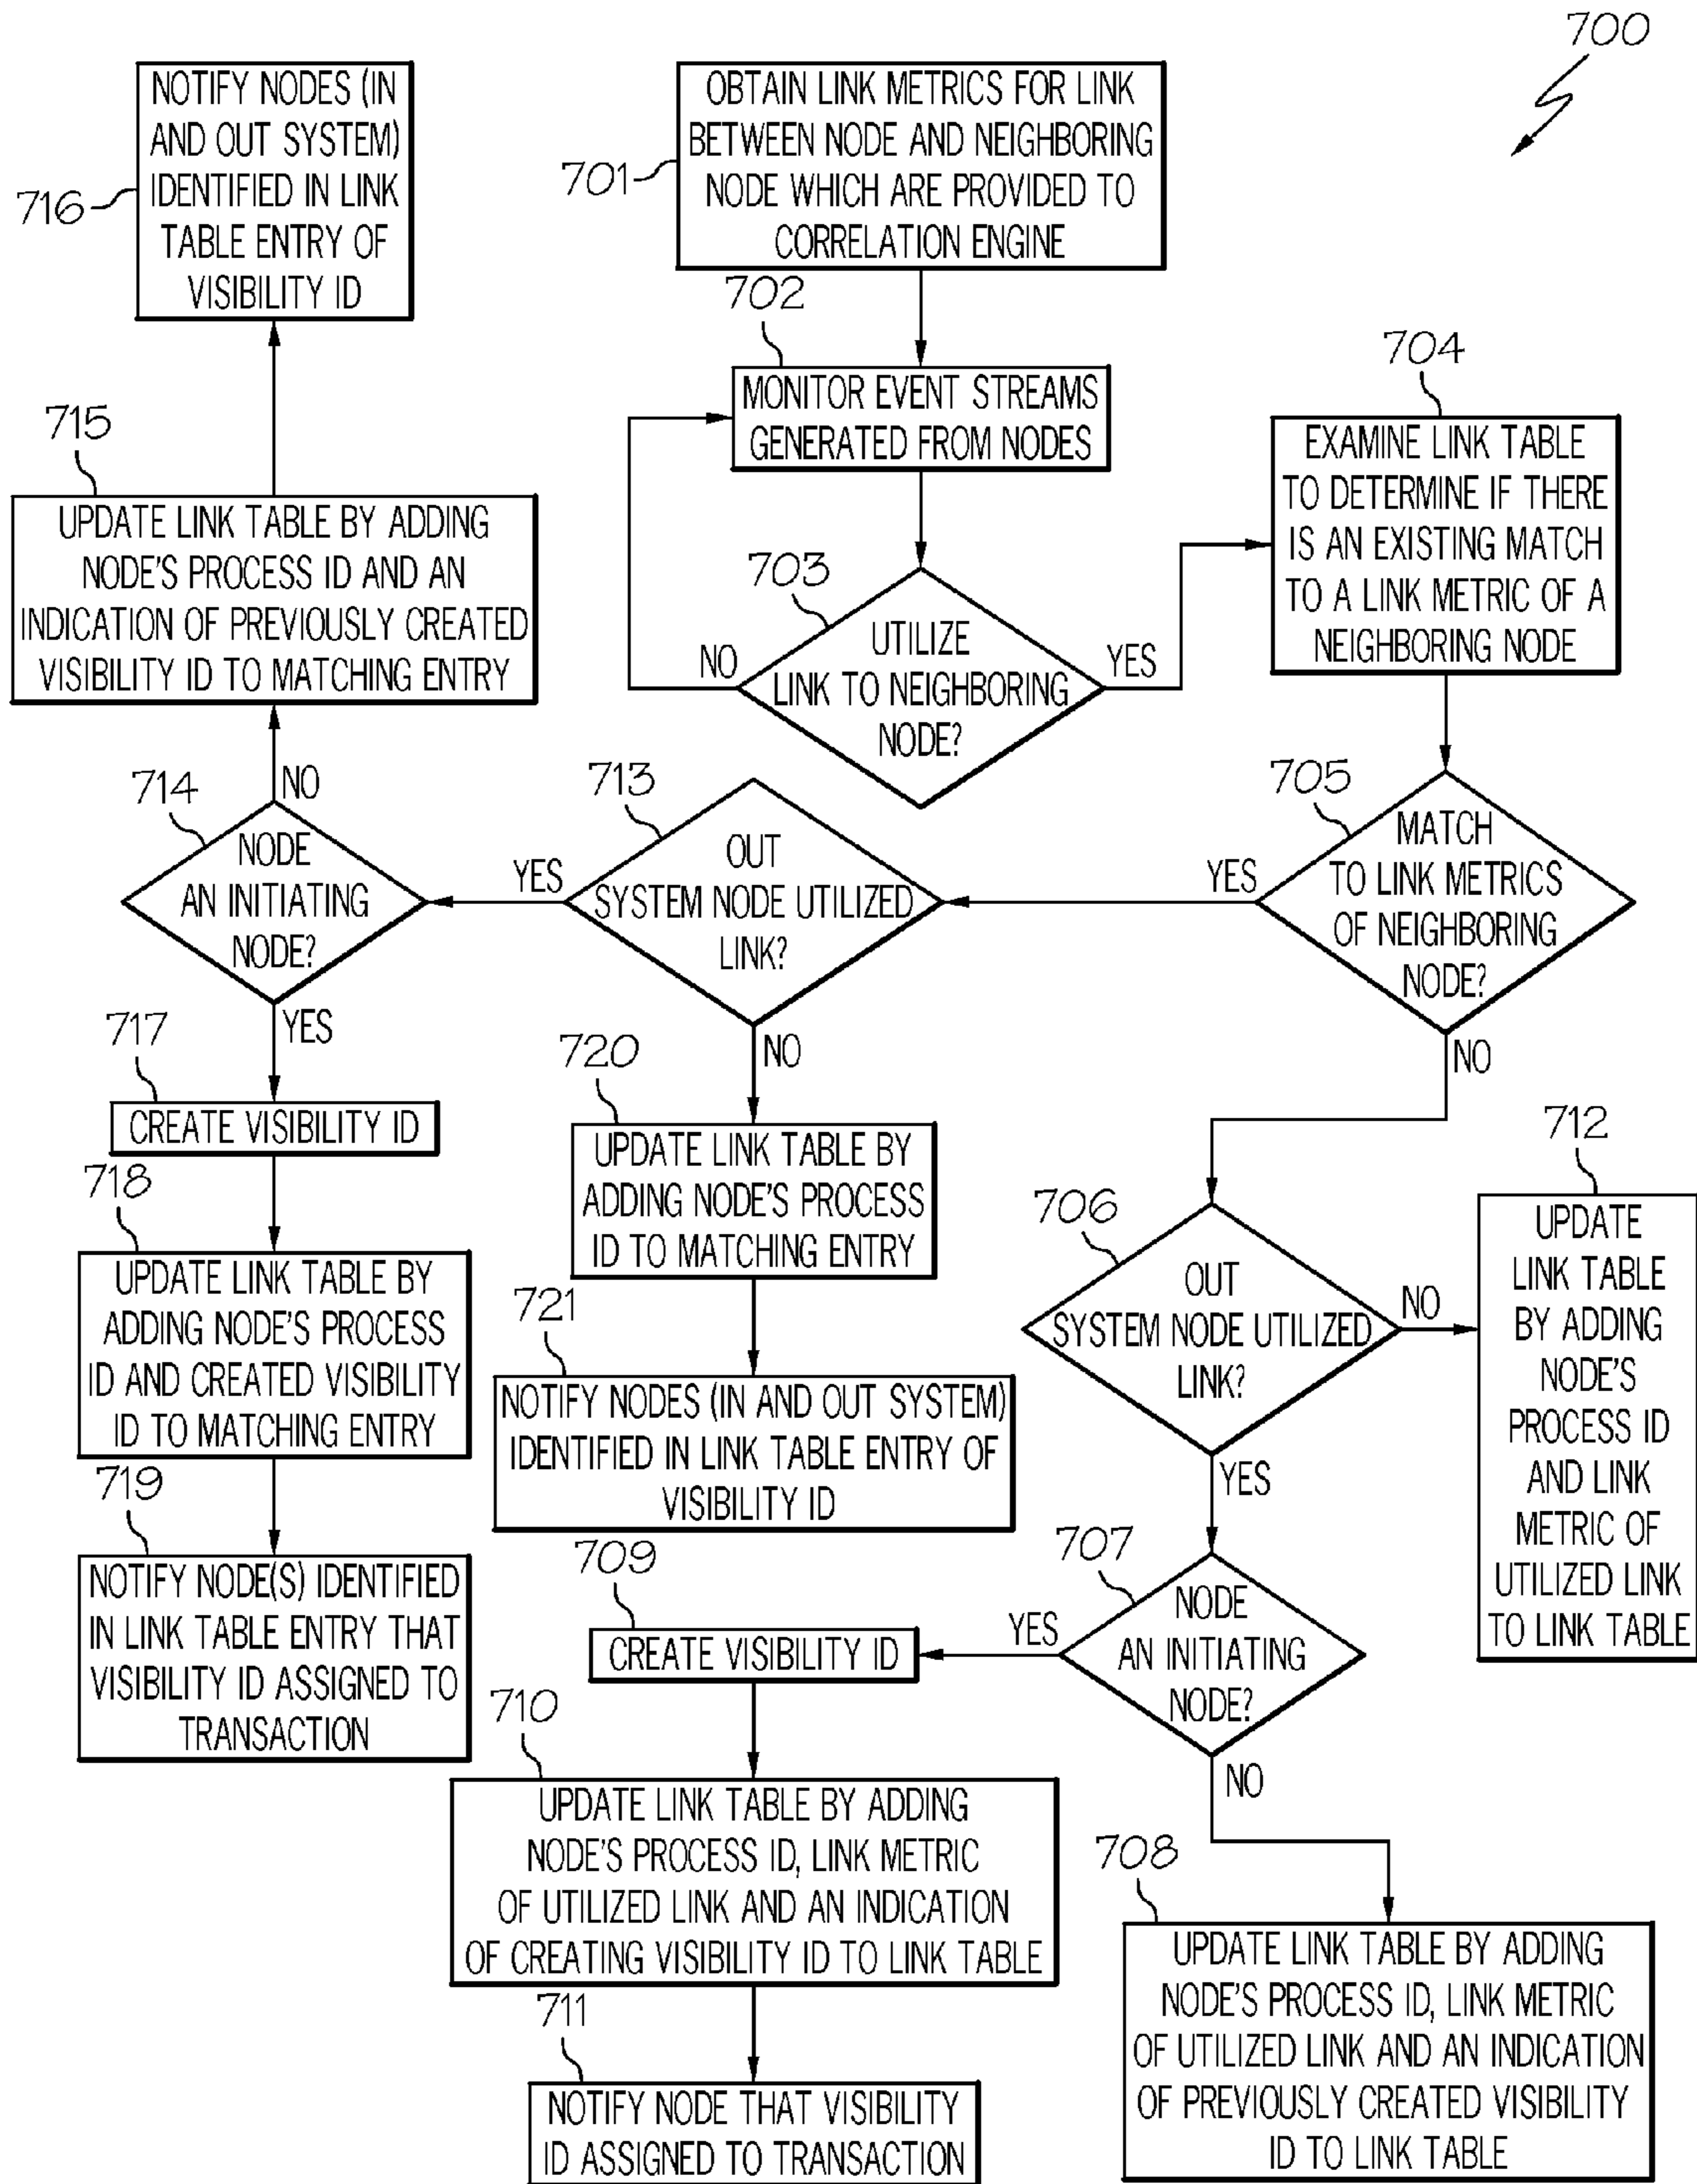 700
701
OBTAIN LINK METRICS FOR LINK
BETWEEN NODE AND NEIGHBORING
NODE WHICH ARE PROVIDED TO
CORRELATION ENGINE
702
MONITOR EVENT STREAMS
GENERATED FROM NODES
703
UTILIZE
LINK TO NEIGHBORING
NODE?
NO
YES
704
EXAMINE LINK TABLE
TO DETERMINE IF THERE
IS AN EXISTING MATCH
TO A LINK METRIC OF A
NEIGHBORING NODE
705
MATCH
TO LINK METRICS
OF NEIGHBORING
NODE?
YES
NO
706
OUT
SYSTEM NODE UTILIZED
LINK?
NO
YES
707
NODE
AN INITIATING
NODE?
YES
NO
708
UPDATE LINK TABLE BY ADDING
NODE'S PROCESS ID, LINK METRIC
OF UTILIZED LINK AND AN INDICATION
OF PREVIOUSLY CREATED VISIBILITY
ID TO LINK TABLE
709
CREATE VISIBILITY ID
710
UPDATE LINK TABLE BY ADDING
NODE'S PROCESS ID, LINK METRIC
OF UTILIZED LINK AND AN INDICATION
OF CREATING VISIBILITY ID TO LINK TABLE
711
NOTIFY NODE THAT VISIBILITY
ID ASSIGNED TO TRANSACTION
712
UPDATE
LINK TABLE
BY ADDING
NODE'S
PROCESS ID
AND LINK
METRIC OF
UTILIZED LINK
TO LINK TABLE
713
OUT
SYSTEM NODE UTILIZED
LINK?
YES
NO
714
NODE
AN INITIATING
NODE?
NO
YES
715
UPDATE LINK TABLE BY ADDING
NODE'S PROCESS ID AND AN
INDICATION OF PREVIOUSLY CREATED
VISIBILITY ID TO MATCHING ENTRY
716
NOTIFY NODES (IN
AND OUT SYSTEM)
IDENTIFIED IN LINK
TABLE ENTRY OF
VISIBILITY ID
717
CREATE VISIBILITY ID
718
UPDATE LINK TABLE BY
ADDING NODE'S PROCESS
ID AND CREATED VISIBILITY
ID TO MATCHING ENTRY
719
NOTIFY NODE(S) IDENTIFIED
IN LINK TABLE ENTRY THAT
VISIBILITY ID ASSIGNED TO
TRANSACTION
720
UPDATE LINK TABLE BY
ADDING NODE'S PROCESS
ID TO MATCHING ENTRY
721
NOTIFY NODES (IN AND OUT SYSTEM)
IDENTIFIED IN LINK TABLE ENTRY OF
VISIBILITY ID